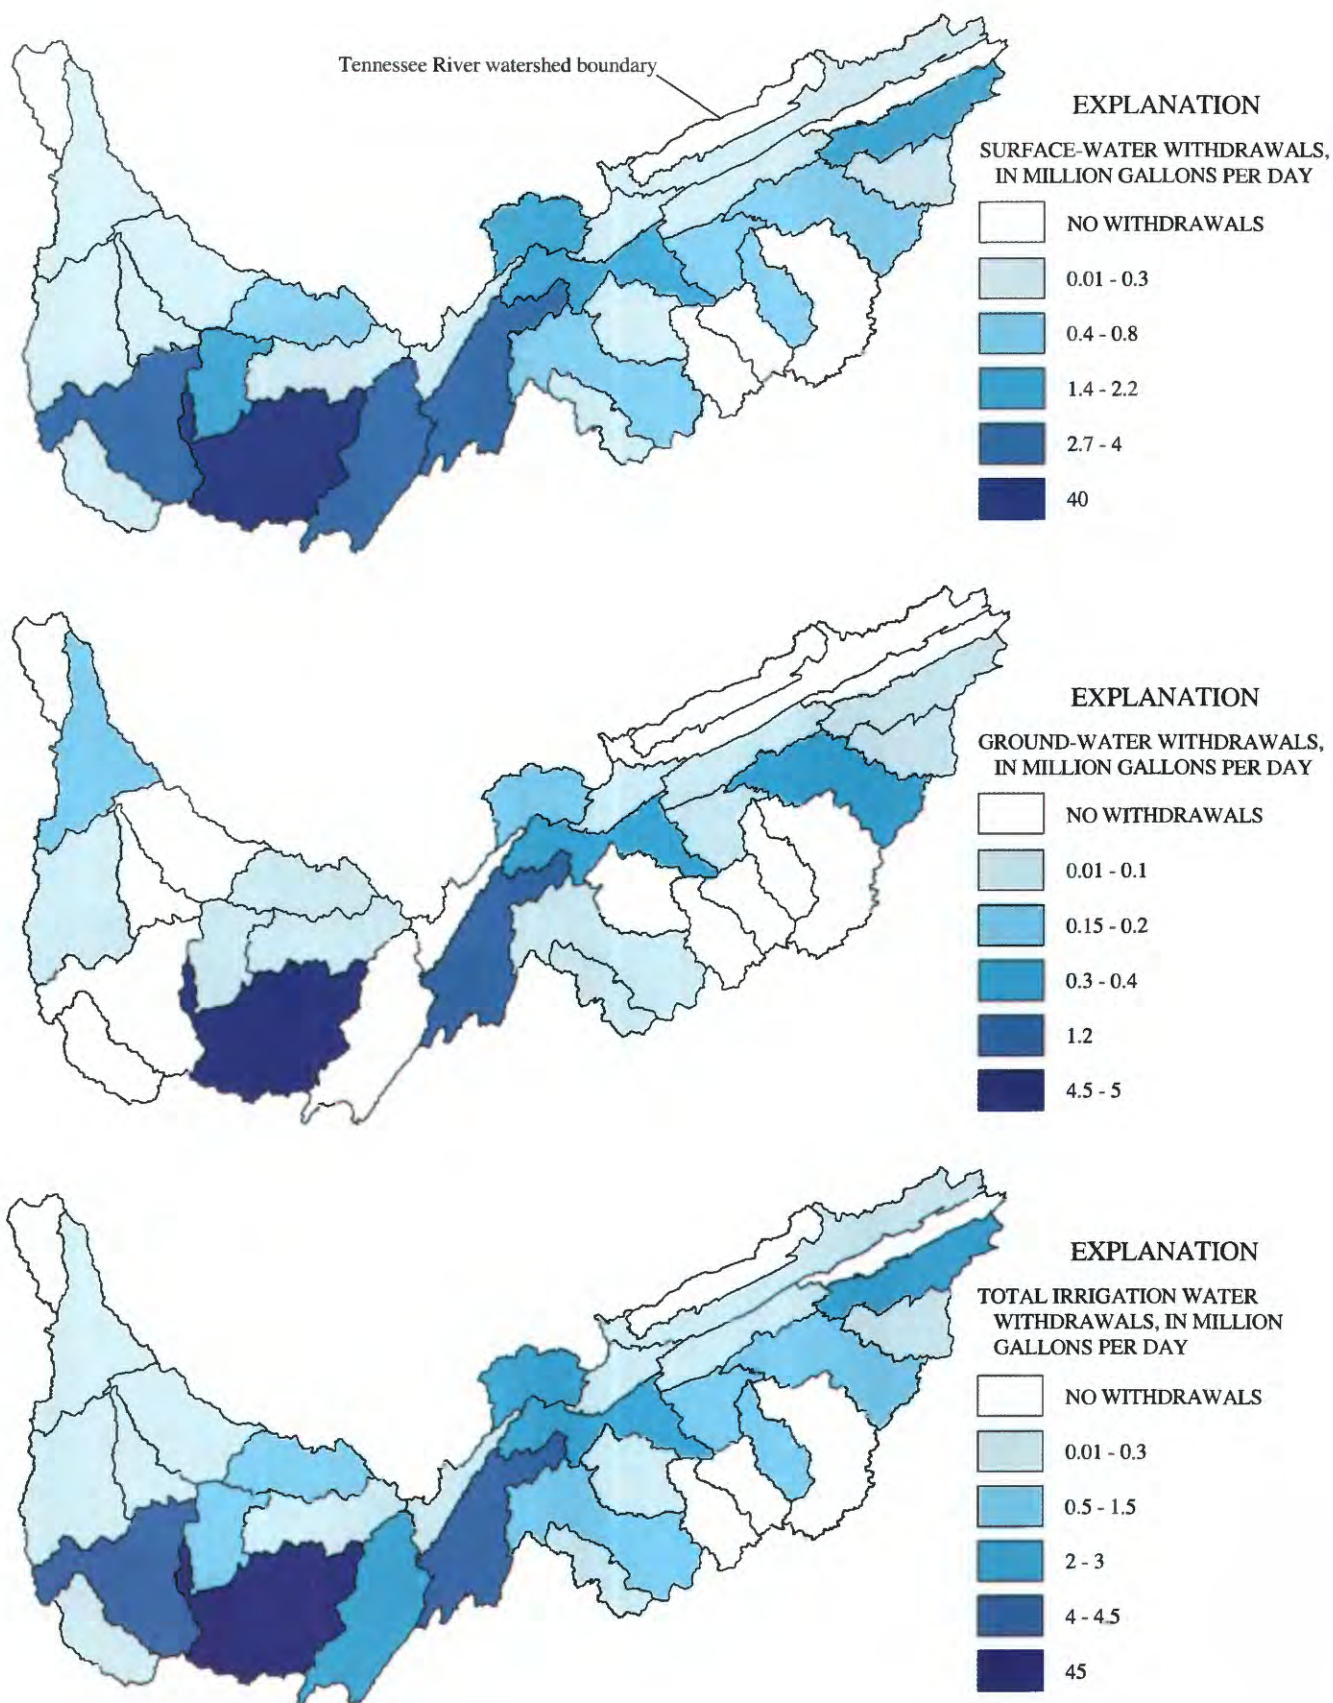 Tennessee River watershed boundary
EXPLANATION
SURFACE-WATER WITHDRAWALS,
IN MILLION GALLONS PER DAY
NO WITHDRAWALS
0.01 - 0.3
0.4 - 0.8
1.4 - 2.2
2.7 - 4
40
EXPLANATION
GROUND-WATER WITHDRAWALS,
IN MILLION GALLONS PER DAY
NO WITHDRAWALS
0.01 - 0.1
0.15 - 0.2
0.3 - 0.4
1.2
4.5 - 5
EXPLANATION
TOTAL IRRIGATION WATER
WITHDRAWALS, IN MILLION
GALLONS PER DAY
NO WITHDRAWALS
0.01 - 0.3
0.5 - 1.5
2 - 3
4 - 4.5
45